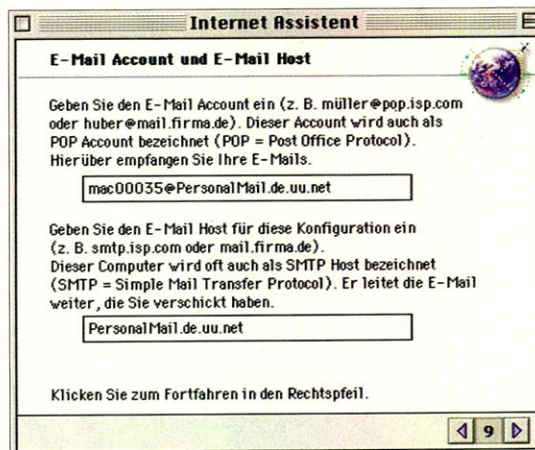 Internet Assistent
E-Mail Account und E-Mail Host
Geben Sie den E-Mail Account ein (z. B. müller@pop.isp.com
oder huber@mail.firma.de). Dieser Account wird auch als
POP Account bezeichnet (POP = Post Office Protocol).
Hierüber empfangen Sie Ihre E-Mails.
mac00035@PersonalMail.de.uu.net
Geben Sie den E-Mail Host für diese Konfiguration ein
(z. B. smtp.isp.com oder mail.firma.de).
Dieser Computer wird oft auch als SMTP Host bezeichnet
(SMTP = Simple Mail Transfer Protocol). Er leitet die E-Mail
weiter, die Sie verschickt haben.
PersonalMail.de.uu.net
Klicken Sie zum Fortfahren in den Rechtspfeil.
9